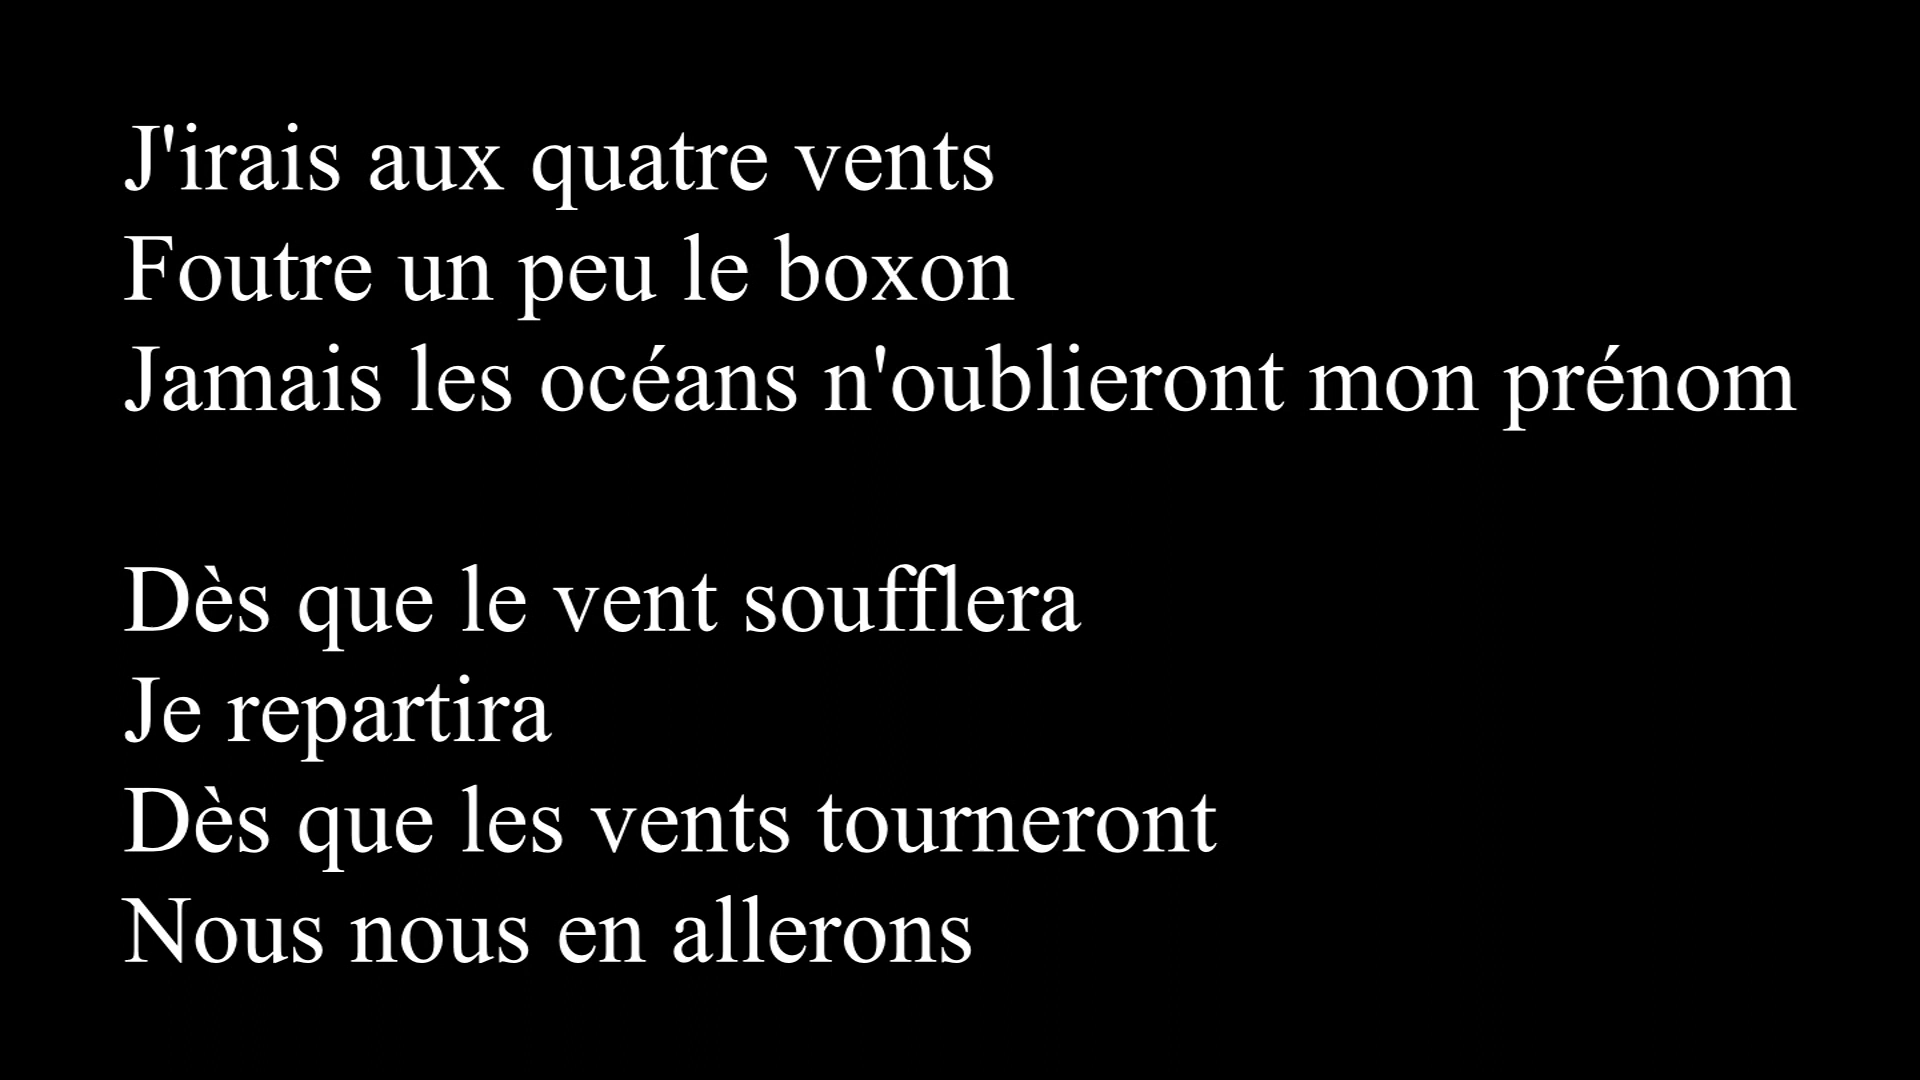 J'irais aux quatre vents
Foutre un peu le boxon
Jamais les océans n'oublieront mon prénom
Dès que le vent soufflera
Je repartira
Dès que les vents tourneront
Nous nous en allerons